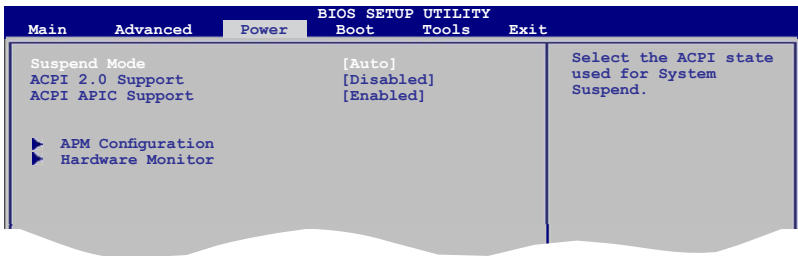 BIOS SETUP UTILITY
Main Advanced Power Boot Tools Exit
Suspend Mode [Auto]
ACPI 2.0 Support [Disabled]
ACPI APIC Support [Enabled]
APM Configuration
Hardware Monitor
Select the ACPI state
used for System
Suspend.